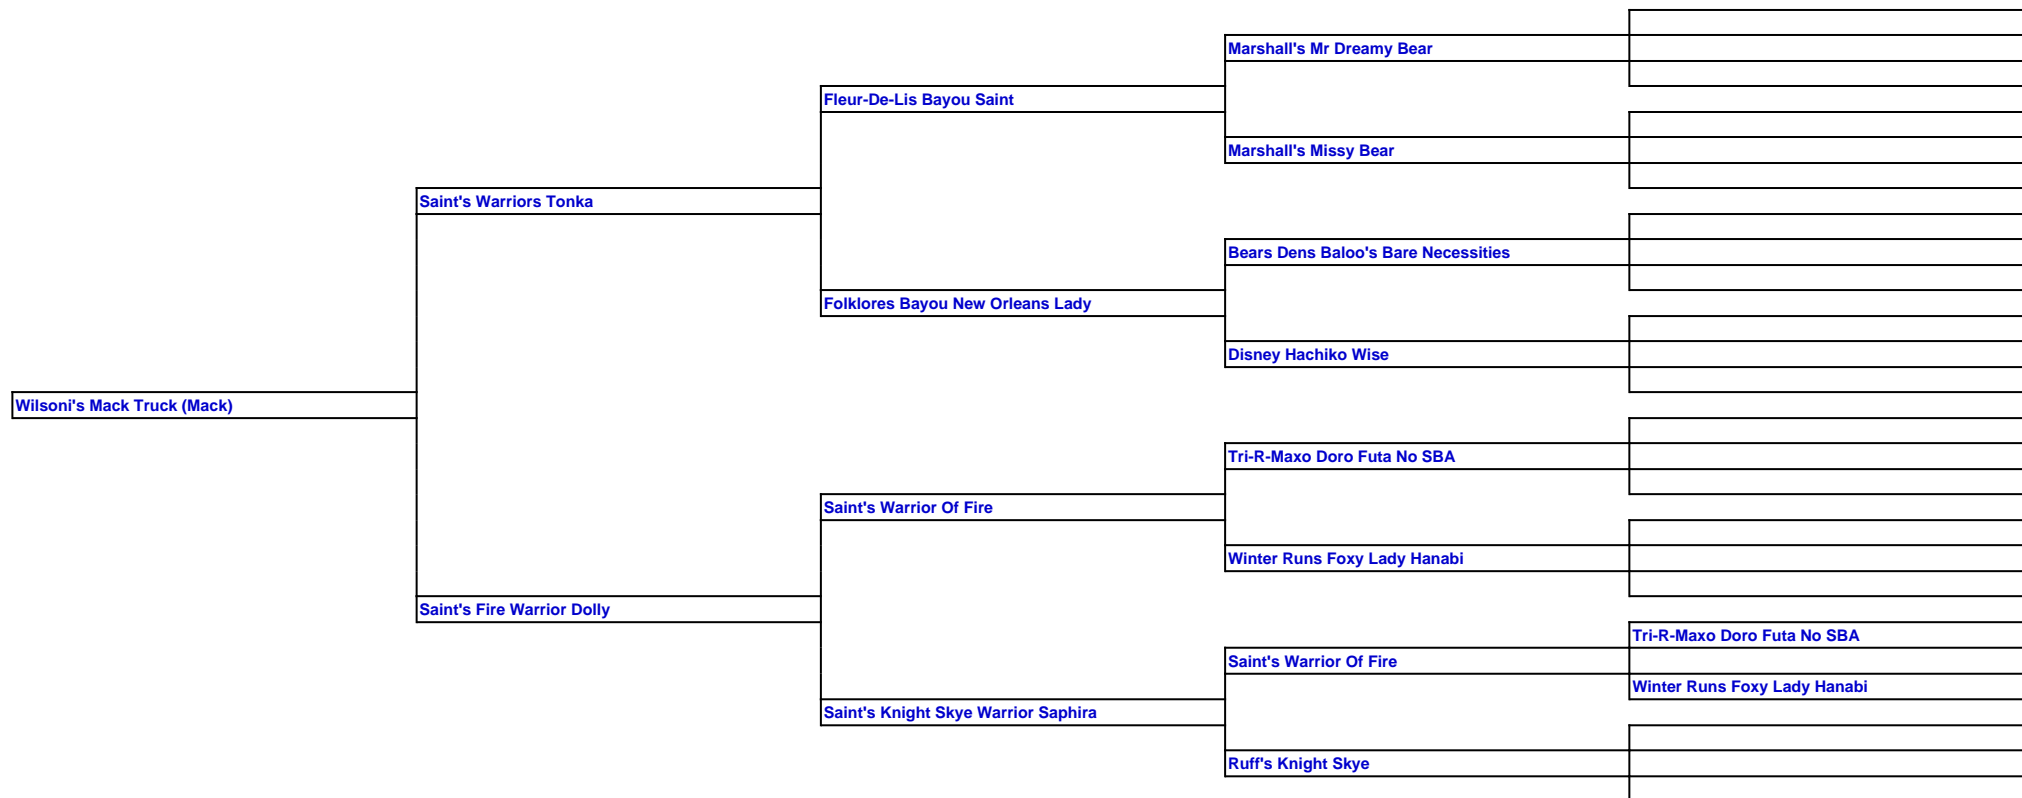 Marshall's Mr Dreamy Bear
Fleur-De-Lis Bayou Saint
Marshall's Missy Bear
Saint's Warriors Tonka
Bears Dens Baloo's Bare Necessities
Folklores Bayou New Orleans Lady
Disney Hachiko Wise
Wilsoni's Mack Truck (Mack)
Tri-R-Maxo Doro Futa No SBA
Saint's Warrior Of Fire
Winter Runs Foxy Lady Hanabi
Saint's Fire Warrior Dolly
Tri-R-Maxo Doro Futa No SBA
Saint's Warrior Of Fire
Winter Runs Foxy Lady Hanabi
Saint's Knight Skye Warrior Saphira
Ruff's Knight Skye